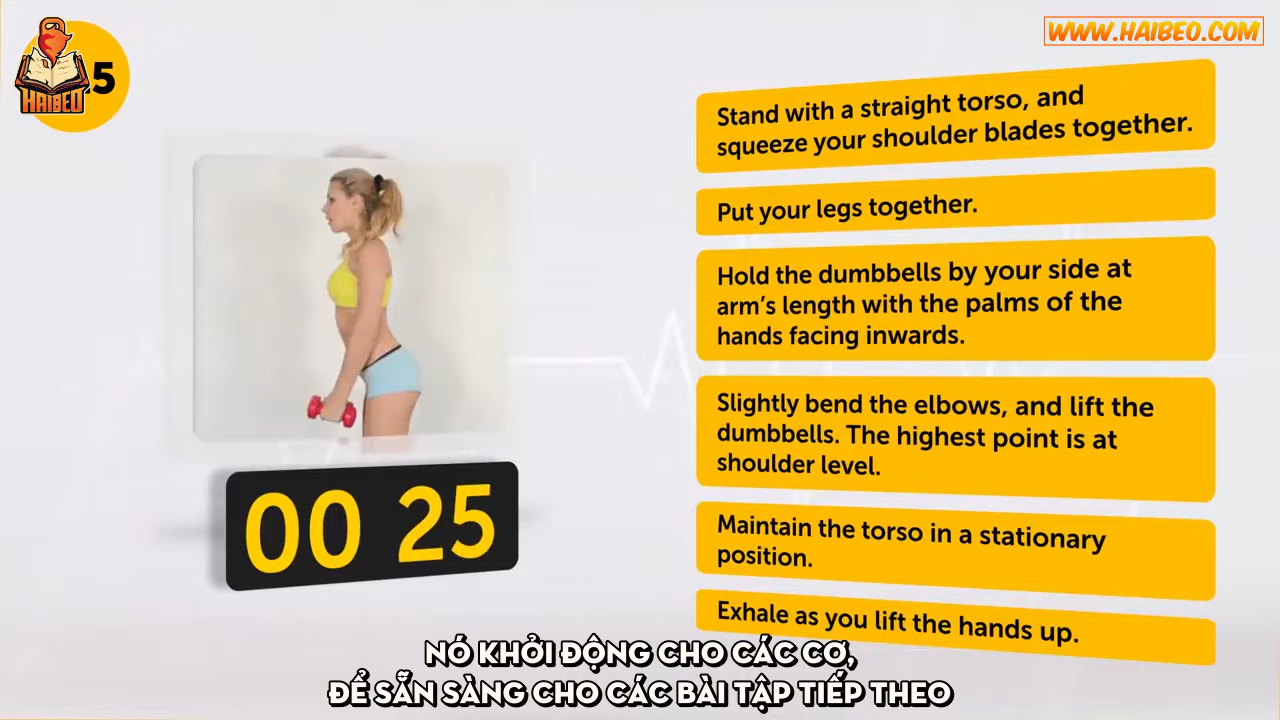 HAIBEO
5
WWW.HAIBEO.COM
Stand with a straight torso, and
squeeze your shoulder blades together.
Put your legs together.
Hold the dumbbells by your side at
arm's length with the palms of the
hands facing inwards.
Slightly bend the elbows, and lift the
dumbbells. The highest point is at
shoulder level.
Maintain the torso in a stationary
position.
Exhale as you lift the hands up.
00 25
NÓ KHỞI ĐỘNG CHO CÁC CƠ,
ĐỂ SẴN SÀNG CHO CÁC BÀI TẬP TIẾP THEO